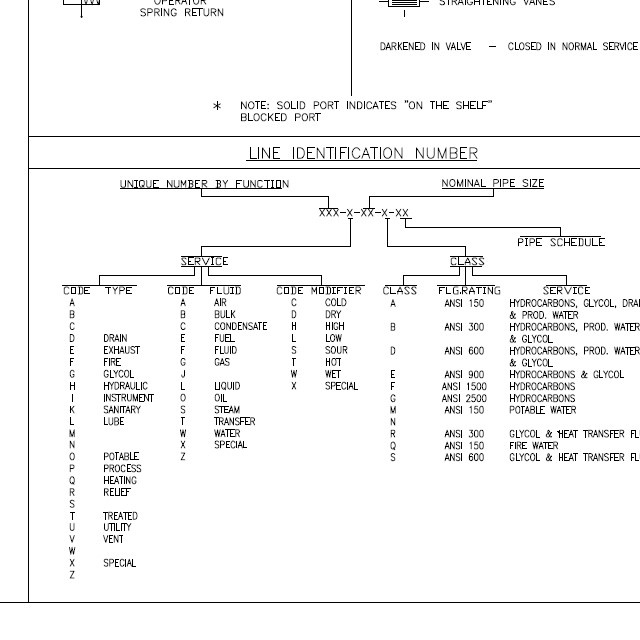 OPERATOR
SPRING RETURN
STRAIGHTENING VANES
DARKENED IN VALVE — CLOSED IN NORMAL SERVICE
* NOTE: SOLID PORT INDICATES "ON THE SHELF"
BLOCKED PORT
LINE IDENTIFICATION NUMBER
UNIQUE NUMBER BY FUNCTION
NOMINAL PIPE SIZE
XXX-X-XX-X-XX
PIPE SCHEDULE
SERVICE
CLASS
CODE TYPE
A
B
C
D DRAIN
E EXHAUST
F FIRE
G GLYCOL
H HYDRAULIC
I INSTRUMENT
K SANITARY
L LUBE
M
N
O POTABLE
P PROCESS
Q HEATING
R RELIEF
S
T TREATED
U UTILITY
V VENT
W
X SPECIAL
Z
CODE FLUID
A AIR
B BULK
C CONDENSATE
E FUEL
F FLUID
G GAS
J
L LIQUID
O OIL
S STEAM
T TRANSFER
W WATER
X SPECIAL
Z
CODE MODIFIER
C COLD
D DRY
H HIGH
L LOW
S SOUR
T HOT
W WET
X SPECIAL
CLASS FLG.RATING SERVICE
A ANSI 150 HYDROCARBONS, GLYCOL, DRAI
& PROD. WATER
B ANSI 300 HYDROCARBONS, PROD. WATER
& GLYCOL
D ANSI 600 HYDROCARBONS, PROD. WATER
& GLYCOL
E ANSI 900 HYDROCARBONS & GLYCOL
F ANSI 1500 HYDROCARBONS
G ANSI 2500 HYDROCARBONS
M ANSI 150 POTABLE WATER
N
R ANSI 300 GLYCOL & HEAT TRANSFER FL
Q ANSI 150 FIRE WATER
S ANSI 600 GLYCOL & HEAT TRANSFER FL